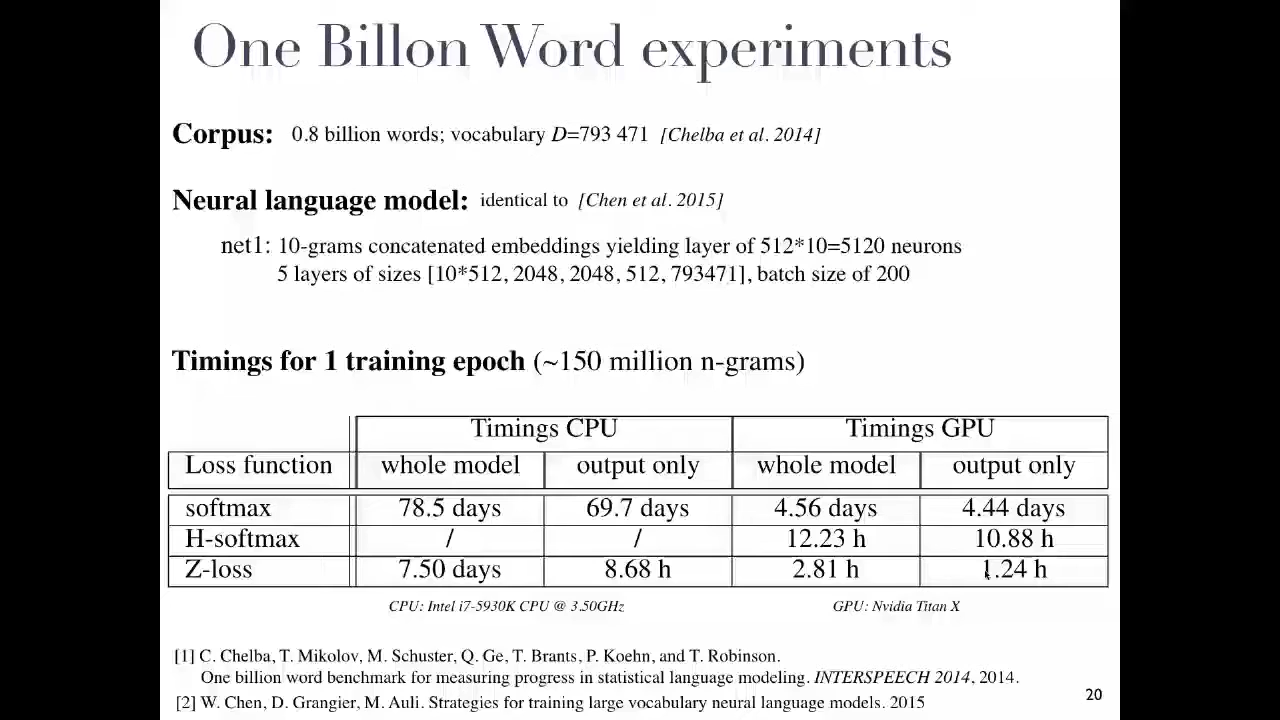 One Billon Word experiments
Corpus: 0.8 billion words; vocabulary D=793 471 [Chelba et al. 2014]
Neural language model: identical to [Chen et al. 2015]
net1: 10-grams concatenated embeddings yielding layer of 512*10=5120 neurons
5 layers of sizes [10*512, 2048, 2048, 512, 793471], batch size of 200
Timings for 1 training epoch (~150 million n-grams)
Timings CPU Timings GPU
Loss function whole model output only whole model output only
softmax 78.5 days 69.7 days 4.56 days 4.44 days
H-softmax / / 12.23 h 10.88 h
Z-loss 7.50 days 8.68 h 2.81 h 1.24 h
CPU: Intel i7-5930K CPU @ 3.50GHz GPU: Nvidia Titan X
[1] C. Chelba, T. Mikolov, M. Schuster, Q. Ge, T. Brants, P. Koehn, and T. Robinson.
One billion word benchmark for measuring progress in statistical language modeling. INTERSPEECH 2014, 2014.
[2] W. Chen, D. Grangier, M. Auli. Strategies for training large vocabulary neural language models. 2015
20